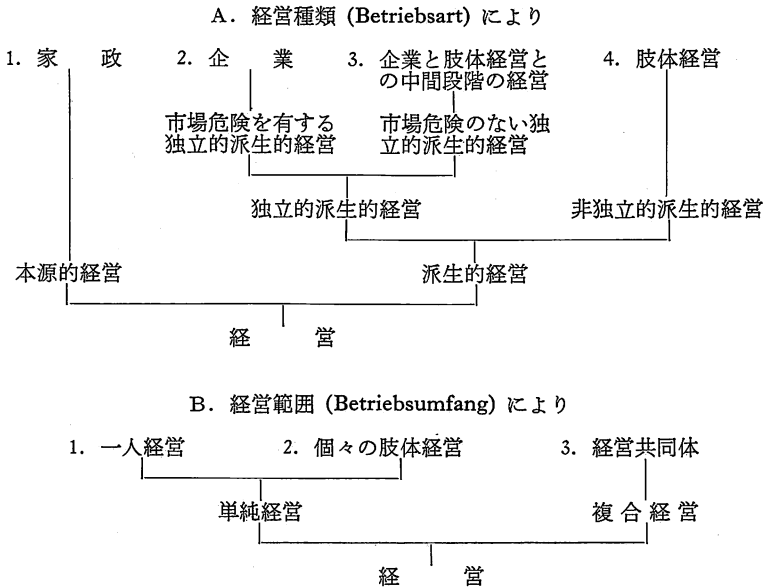 A. 経営種類 (Betriebsart) により
1. 家 政 2. 企 業 3. 企業と肢体経営と 4. 肢体経営
の中間段階の経営
市場危険を有する 市場危険のない独
独立的派生的経営 立的派生的経営
独立的派生的経営 非独立的派生的経営
本源的経営 派生的経営
経 営
B. 経営範囲 (Betriebsumfang) により
1. 一人経営 2. 個々の肢体経営 3. 経営共同体
単純経営 複合経営
経 営